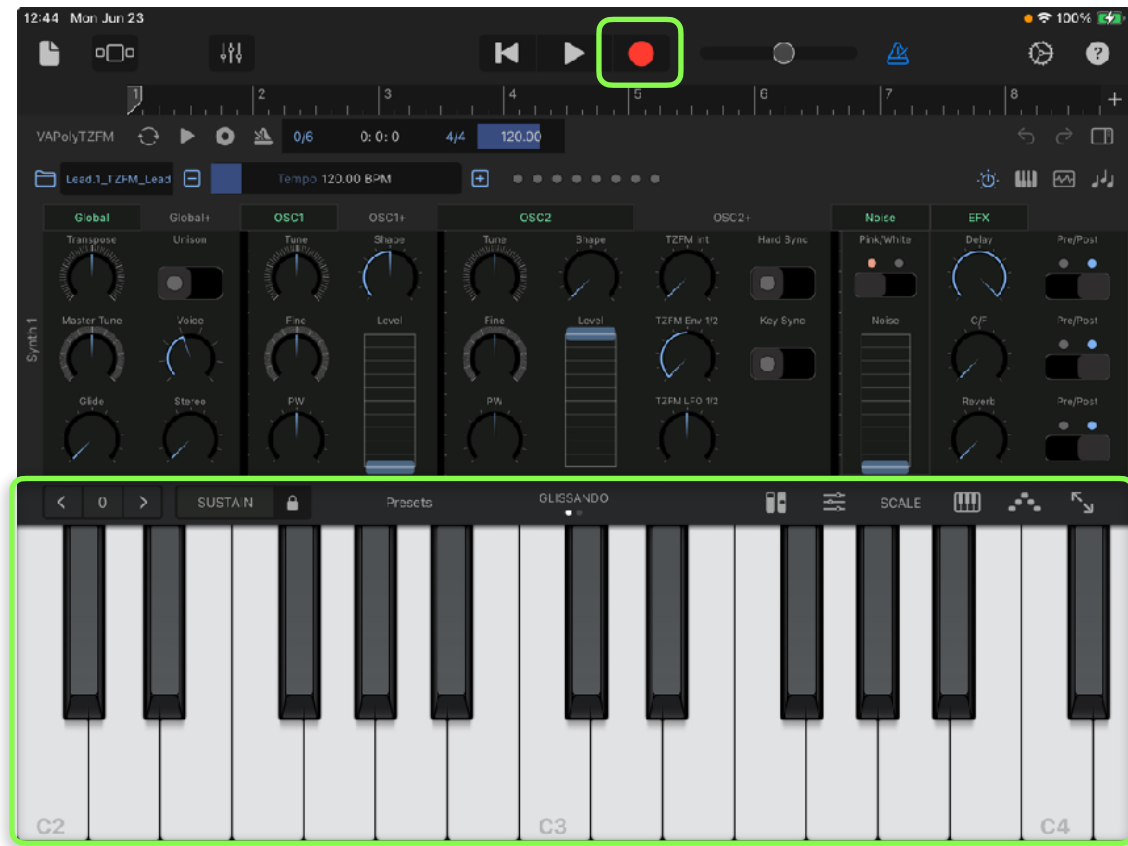 12:44 Mon Jun 23 100%
?
1 2 3 4 5 6 7 8 +
VAPolyTZFM 0/6 0: 0: 0 4/4 120.00
Lead.1_TZFM_Lead Tempo 120.00 BPM
Global Global+ OSC1 OSC1+ OSC2 OSC2+ Noise EFX
Transpose Unison Tune Shape Tune Shape TZFM Int Hard Sync Pink/White Delay Pre/Post
Synth 1
Master Tune Voice Fine Level Fine Level TZFM Env 1/2 Key Sync Noise C/F Pre/Post
Glide Stereo PW PW TZFM LFO 1/2 Reverb Pre/Post
< 0 > SUSTAIN Presets GLISSANDO SCALE
C2 C3 C4